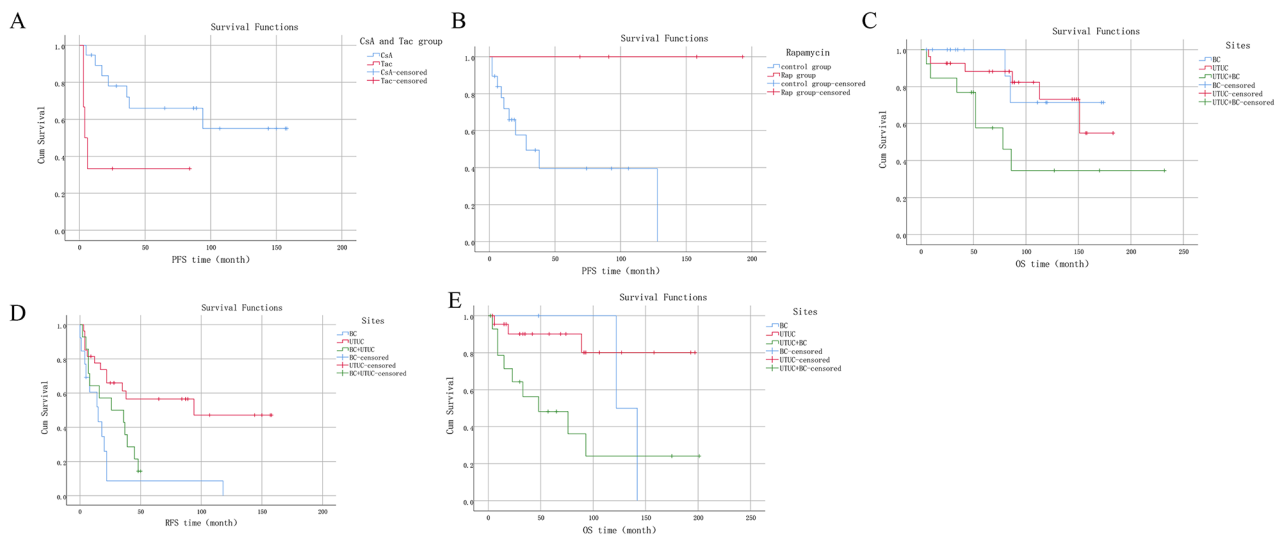 A
Survival Functions
CsA and Tac group
CsA
Tac
CsA-censored
Tac-censored
Cum Survival
1.0
0.8
0.6
0.4
0.2
0.0
0 50 100 150 200
PFS time (month)
B
Survival Functions
Rapamycin
control group
Rap group
control group-censored
Rap group-censored
Cum Survival
1.0
0.8
0.6
0.4
0.2
0.0
0 50 100 150 200
PFS time (month)
C
Survival Functions
Sites
BC
UTUC
UTUC+BC
BC-censored
UTUC-censored
UTUC+BC-censored
Cum Survival
1.0
0.8
0.6
0.4
0.2
0.0
0 50 100 150 200 250
OS time (month)
D
Survival Functions
Sites
BC
UTUC
BC+UTUC
BC-censored
UTUC-censored
BC+UTUC-censored
Cum Survival
1.0
0.8
0.6
0.4
0.2
0.0
0 50 100 150 200
RFS time (month)
E
Survival Functions
Sites
BC
UTUC
UTUC+BC
BC-censored
UTUC-censored
UTUC+BC-censored
Cum Survival
1.0
0.8
0.6
0.4
0.2
0.0
0 50 100 150 200 250
OS time (month)